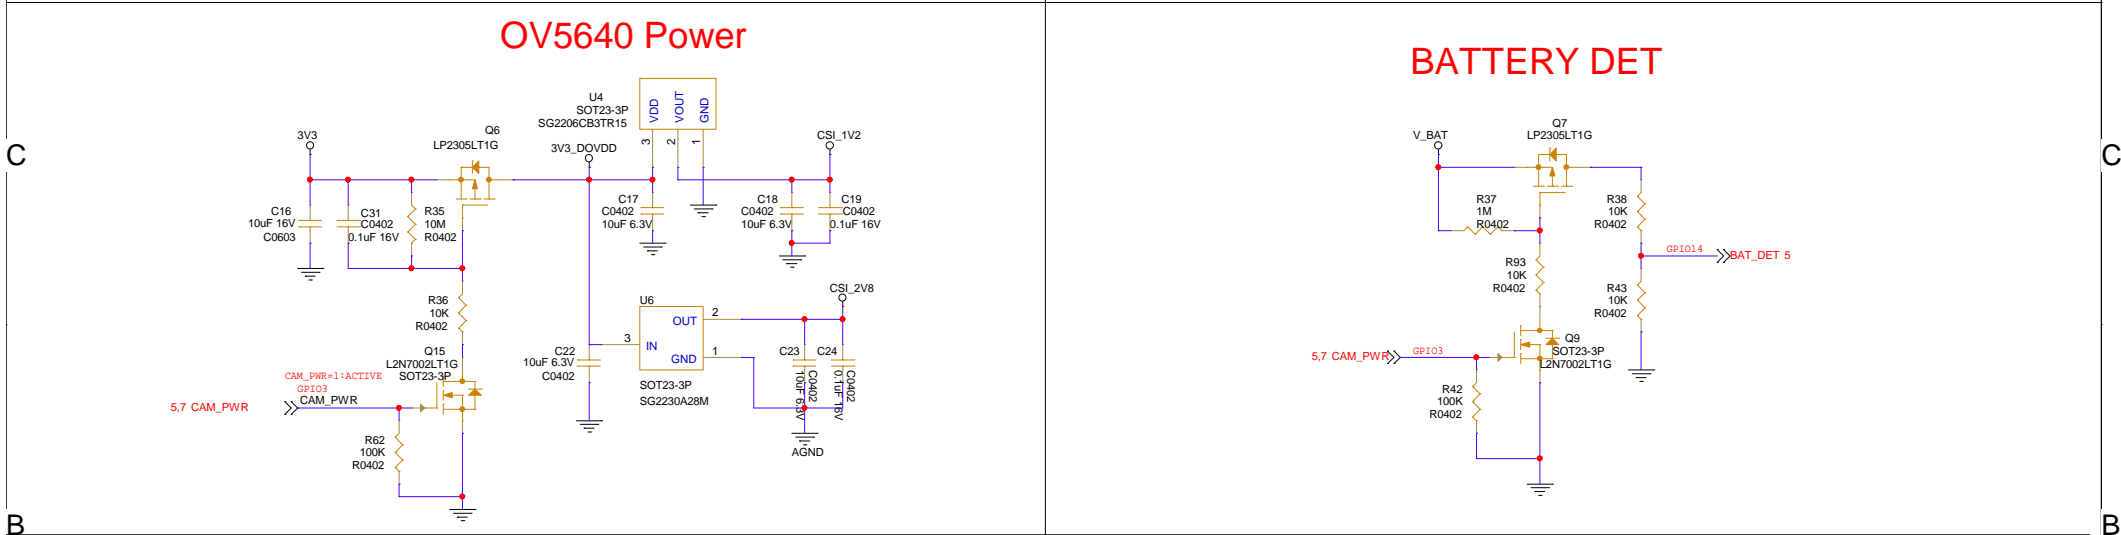 OV5640 Power
BATTERY DET
C
C
U4
SOT23-3P
SG2206CB3TR15
VDD
VOUT
GND
3
2
1
3V3
Q6
LP2305LT1G
3V3_DOVDD
CSI_1V2
C16
10uF 16V
C0603
C31
C0402
0.1uF 16V
R35
10M
R0402
C17
C0402
10uF 6.3V
C18
C0402
10uF 6.3V
C19
C0402
0.1uF 16V
R36
10K
R0402
Q15
L2N7002LT1G
SOT23-3P
CAM_PWR=1:ACTIVE
GPIO3
CAM_PWR
5,7 CAM_PWR
R62
100K
R0402
C22
10uF 6.3V
C0402
U6
OUT
IN
GND
3
2
1
SOT23-3P
SG2230A28M
CSI_2V8
C23
C0402
10uF 6.3V
C24
C0402
0.1uF 16V
AGND
V_BAT
Q7
LP2305LT1G
R37
1M
R0402
R38
10K
R0402
GPIO14
BAT_DET 5
R93
10K
R0402
R43
10K
R0402
Q9
SOT23-3P
L2N7002LT1G
5,7 CAM_PWR
GPIO3
R42
100K
R0402
B
B